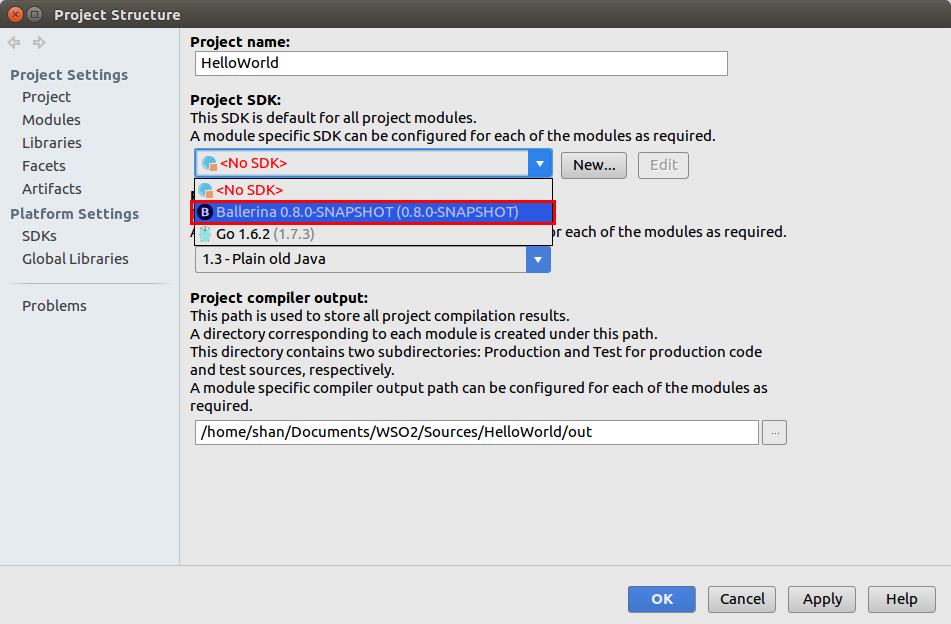 Project Structure
Project Settings
Project
Modules
Libraries
Facets
Artifacts
Platform Settings
SDKs
Global Libraries
Problems
Project name:
HelloWorld
Project SDK:
This SDK is default for all project modules.
A module specific SDK can be configured for each of the modules as required.
<No SDK>
New...
Edit
<No SDK>
B Ballerina 0.8.0-SNAPSHOT (0.8.0-SNAPSHOT)
Go 1.6.2 (1.7.3)
for each of the modules as required.
1.3 - Plain old Java
Project compiler output:
This path is used to store all project compilation results.
A directory corresponding to each module is created under this path.
This directory contains two subdirectories: Production and Test for production code
and test sources, respectively.
A module specific compiler output path can be configured for each of the modules as
required.
/home/shan/Documents/WSO2/Sources/HelloWorld/out
...
OK
Cancel
Apply
Help